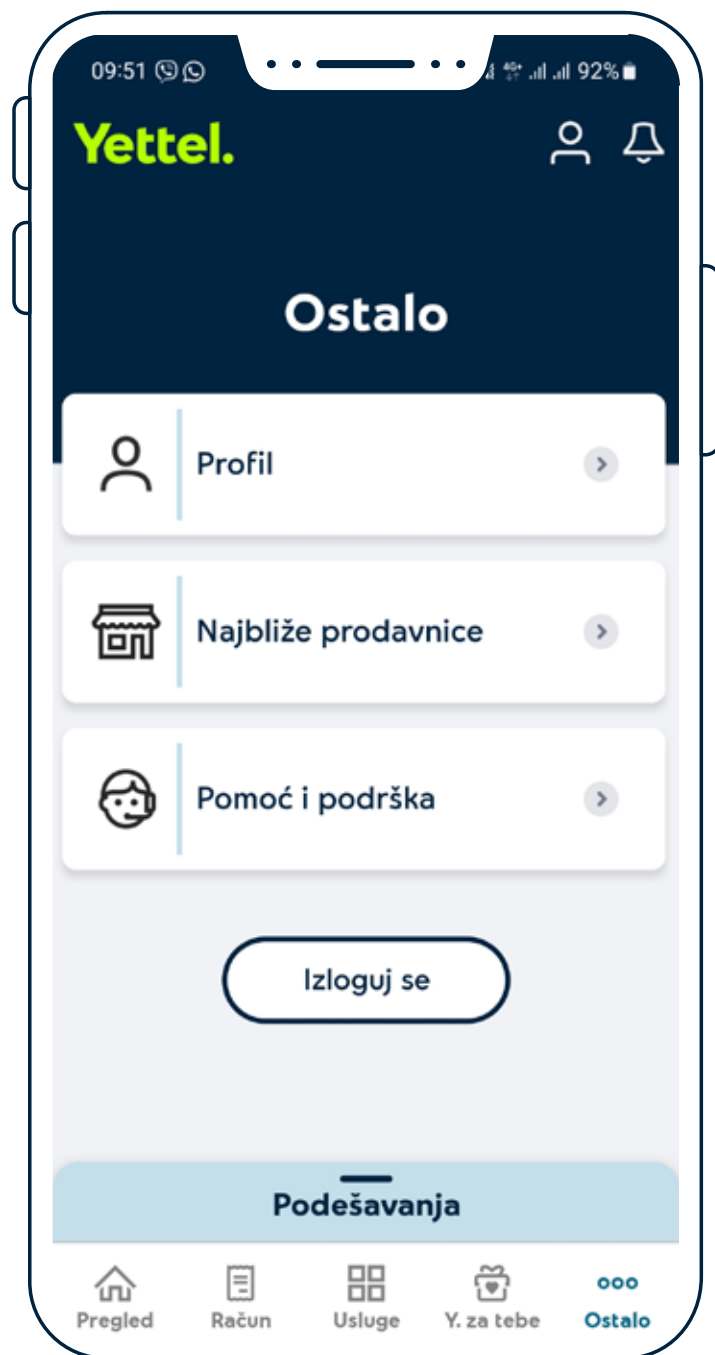 09:51
4G+ 92%
Yettel.
Ostalo
Profil
Najbliže prodavnice
Pomoć i podrška
Izloguj se
Podešavanja
Pregled Račun Usluge Y. za tebe Ostalo